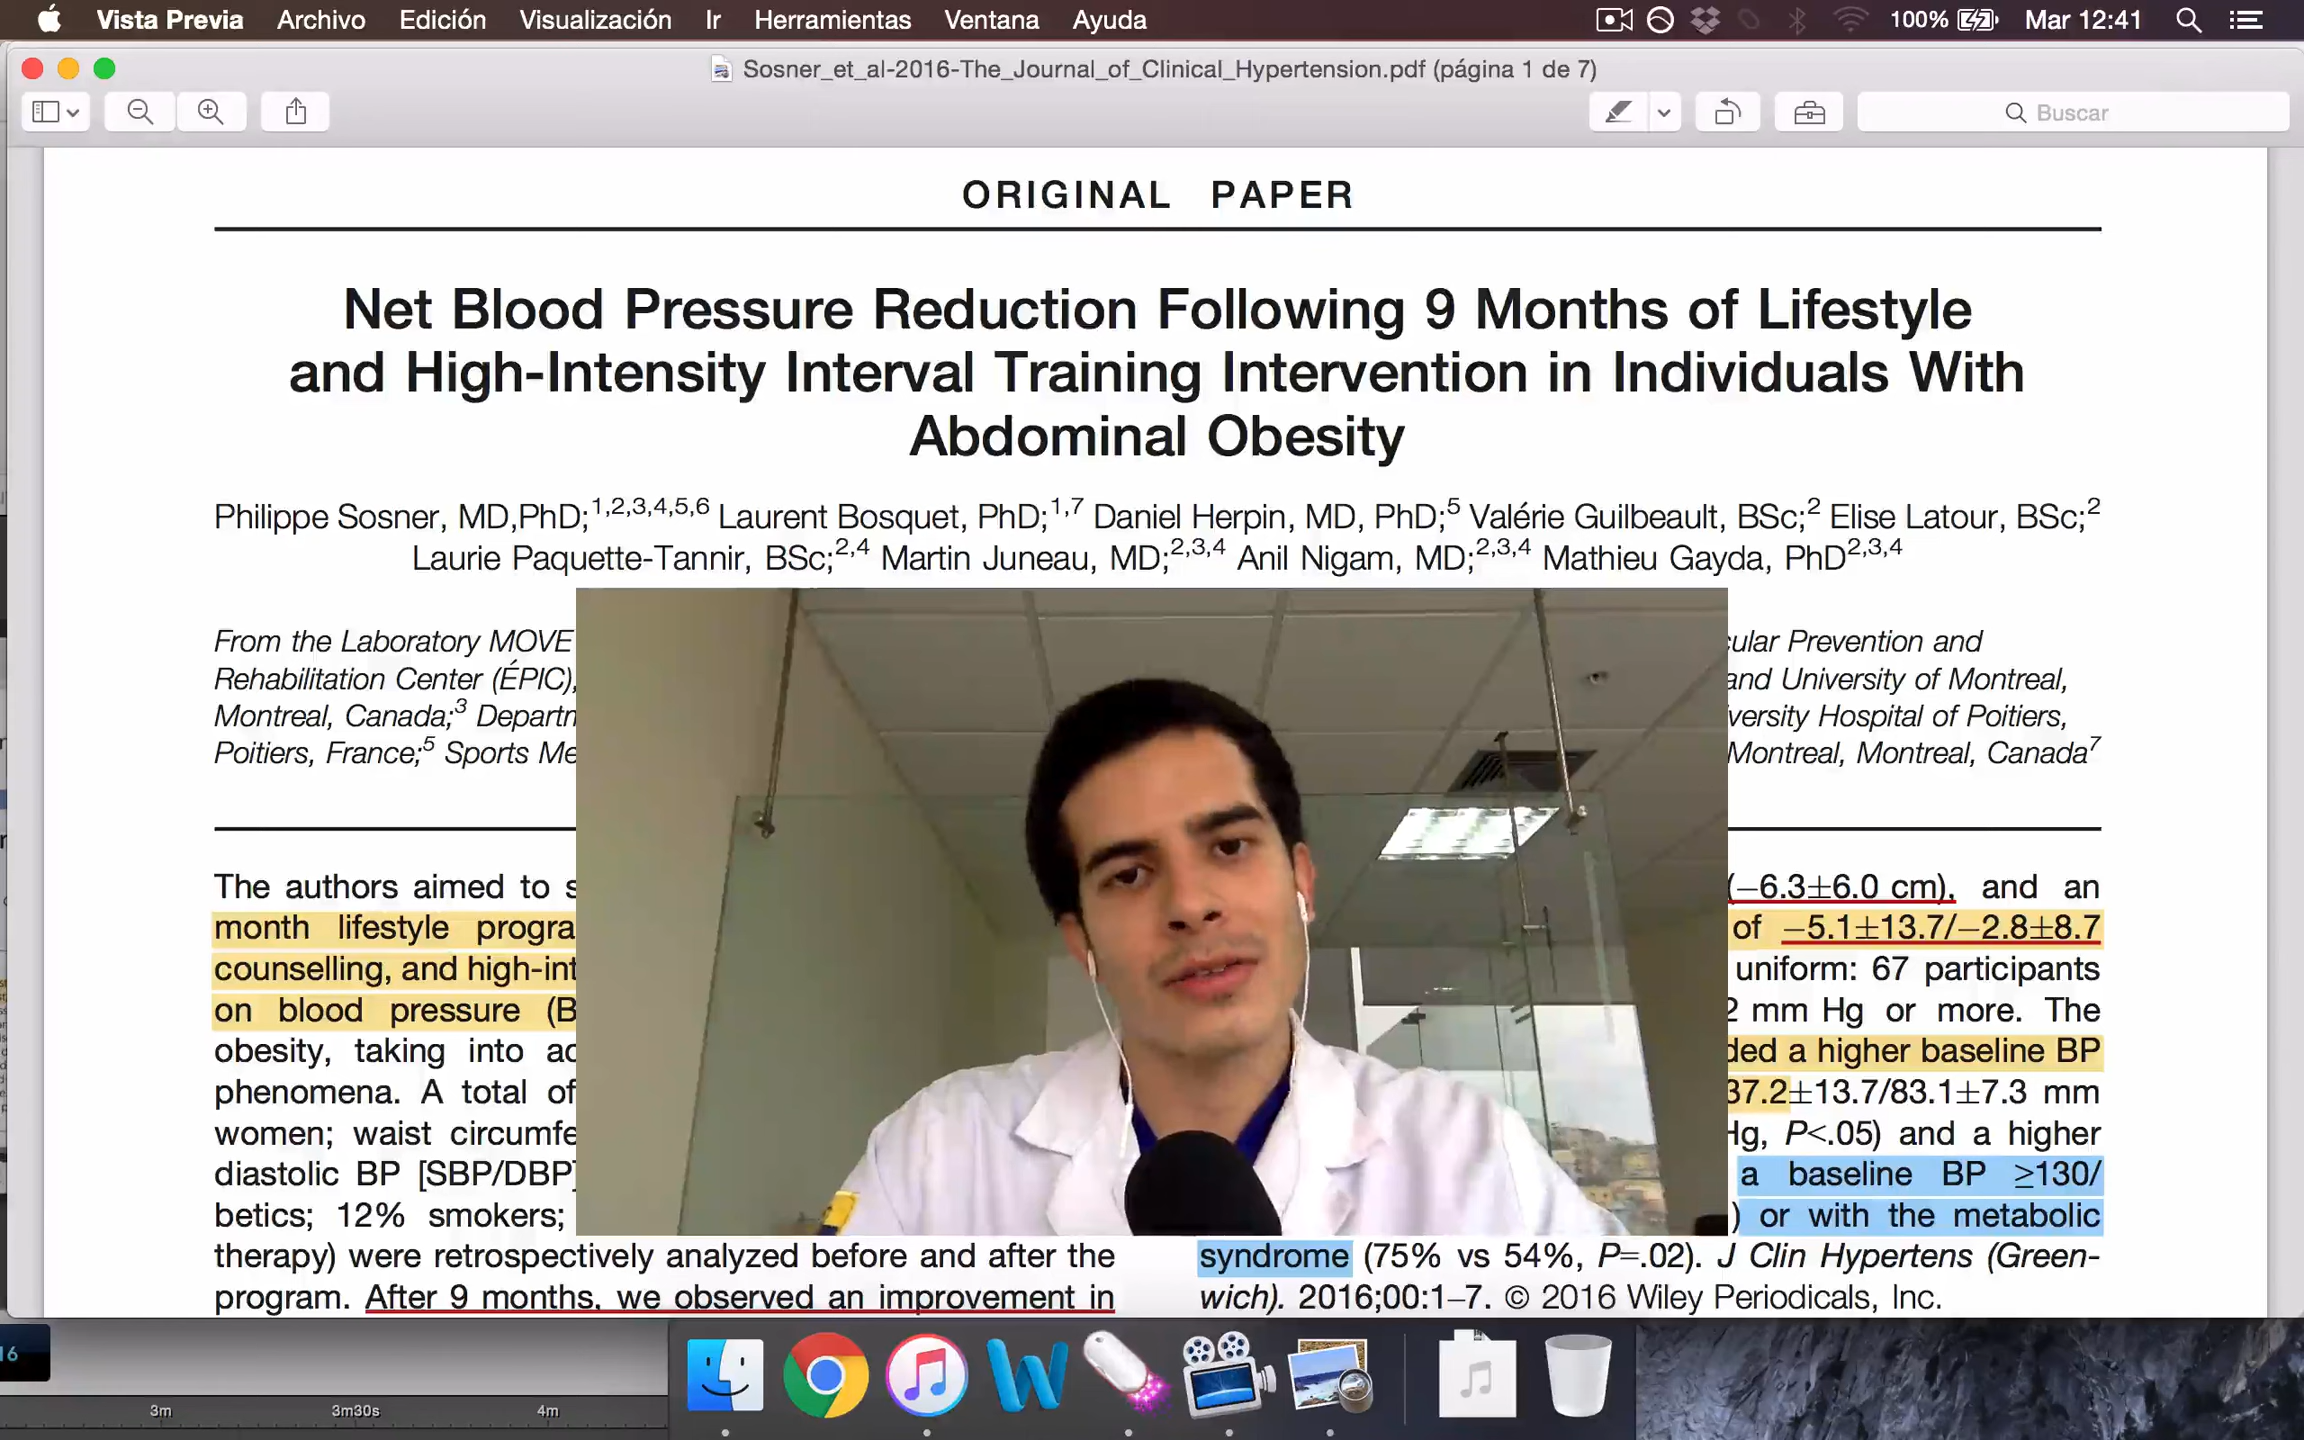 Vista Previa Archivo Edición Visualización Ir Herramientas Ventana Ayuda 100% Mar 12:41
Sosner_et_al-2016-The_Journal_of_Clinical_Hypertension.pdf (página 1 de 7)
Buscar
ORIGINAL PAPER
Net Blood Pressure Reduction Following 9 Months of Lifestyle
and High-Intensity Interval Training Intervention in Individuals With
Abdominal Obesity
Philippe Sosner, MD,PhD;1,2,3,4,5,6 Laurent Bosquet, PhD;1,7 Daniel Herpin, MD, PhD;5 Valérie Guilbeault, BSc;2 Elise Latour, BSc;2
Laurie Paquette-Tannir, BSc;2,4 Martin Juneau, MD;2,3,4 Anil Nigam, MD;2,3,4 Mathieu Gayda, PhD2,3,4
From the Laboratory MOVE
Rehabilitation Center (ÉPIC),
Montreal, Canada;3 Departm
Poitiers, France;5 Sports Me
cular Prevention and
and University of Montreal,
versity Hospital of Poitiers,
Montreal, Montreal, Canada7
The authors aimed to s
month lifestyle progra
counselling, and high-int
on blood pressure (B
obesity, taking into ac
phenomena. A total of
women; waist circumfe
diastolic BP [SBP/DBP]
betics; 12% smokers;
therapy) were retrospectively analyzed before and after the
program. After 9 months, we observed an improvement in
(−6.3±6.0 cm), and an
of −5.1±13.7/−2.8±8.7
uniform: 67 participants
2 mm Hg or more. The
ded a higher baseline BP
37.2±13.7/83.1±7.3 mm
Hg, P<.05) and a higher
a baseline BP ≥130/
) or with the metabolic
syndrome (75% vs 54%, P=.02). J Clin Hypertens (Green-
wich). 2016;00:1–7. © 2016 Wiley Periodicals, Inc.
16
3m 3m30s 4m